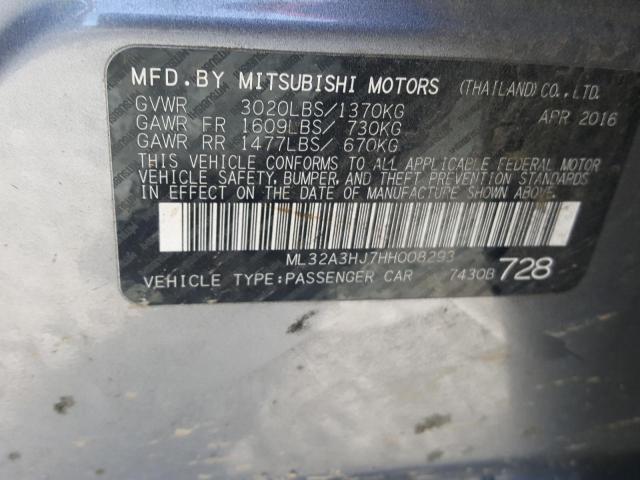 MFD.BY MITSUBISHI MOTORS (THAILAND)CO.,LTD.
GVWR 3020LBS/1370KG APR 2016
GAWR FR 1609LBS/ 730KG
GAWR RR 1477LBS/ 670KG
THIS VEHICLE CONFORMS TO ALL APPLICABLE FEDERAL MOTOR
VEHICLE SAFETY, BUMPER, AND THEFT PREVENTION STANDARDS
IN EFFECT ON THE DATE OF MANUFACTURE SHOWN ABOVE.
ML32A3HJ7HH008293
VEHICLE TYPE:PASSENGER CAR 7430B 728